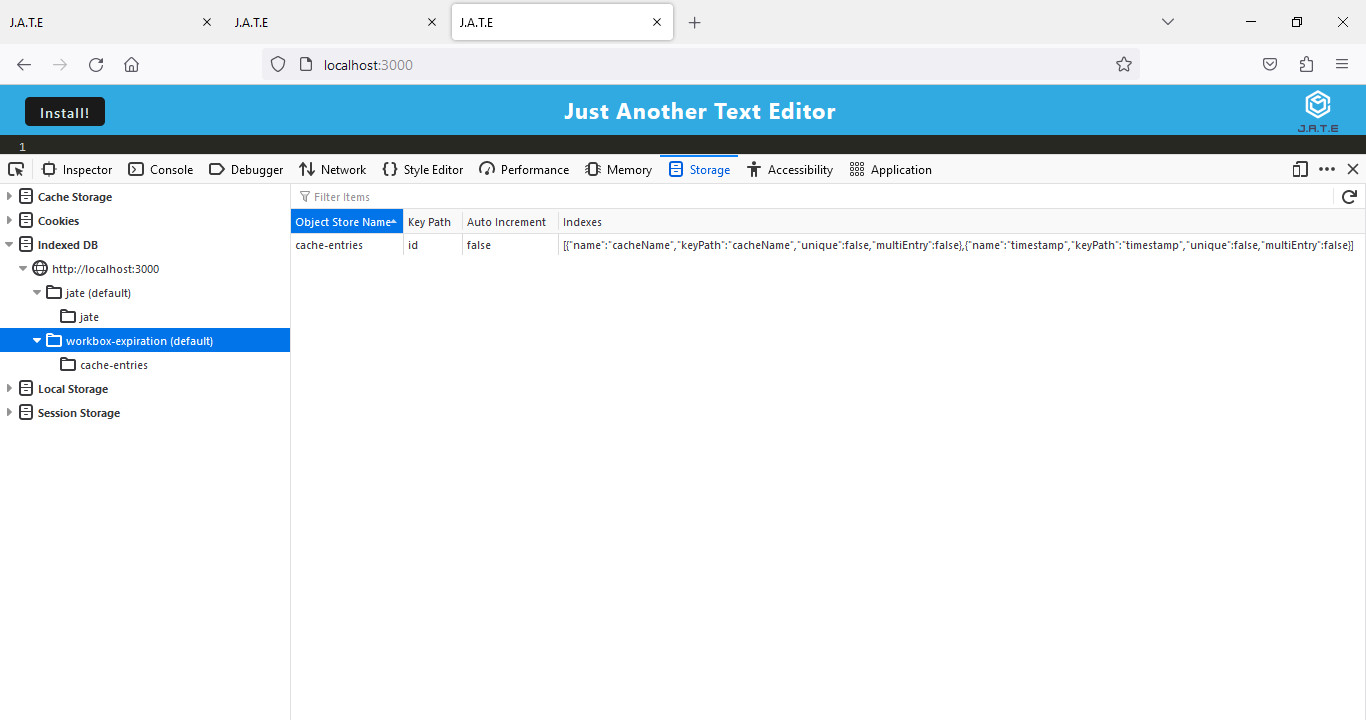 J.A.T.E J.A.T.E J.A.T.E
localhost:3000
Install! Just Another Text Editor
J.A.T.E
1
Inspector Console Debugger Network Style Editor Performance Memory Storage Accessibility Application
Cache Storage
Cookies
Indexed DB
http://localhost:3000
jate (default)
jate
workbox-expiration (default)
cache-entries
Local Storage
Session Storage
Filter Items
Object Store Name Key Path Auto Increment Indexes
cache-entries id false [{"name":"cacheName","keyPath":"cacheName","unique":false,"multiEntry":false},{"name":"timestamp","keyPath":"timestamp","unique":false,"multiEntry":false}]